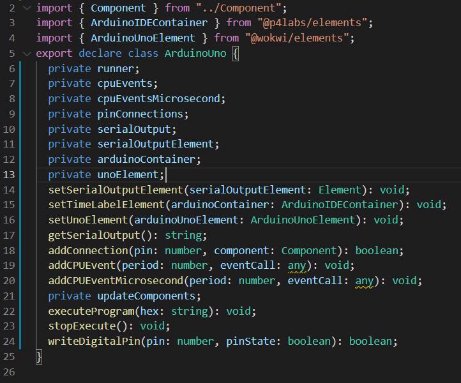 2 import { Component } from "../Component";
3 import { ArduinoIDEContainer } from "@p4labs/elements";
4 import { ArduinoUnoElement } from "@wokwi/elements";
5 export declare class ArduinoUno {
6 private runner;
7 private cpuEvents;
8 private cpuEventsMicrosecond;
9 private pinConnections;
10 private serialOutput;
11 private serialOutputElement;
12 private arduinoContainer;
13 private unoElement;
14 setSerialOutputElement(serialOutputElement: Element): void;
15 setTimeLabelElement(arduinoContainer: ArduinoIDEContainer): void;
16 setUnoElement(arduinoUnoElement: ArduinoUnoElement): void;
17 getSerialOutput(): string;
18 addConnection(pin: number, component: Component): boolean;
19 addCPUEvent(period: number, eventCall: any): void;
20 addCPUEventMicrosecond(period: number, eventCall: any): void;
21 private updateComponents;
22 executeProgram(hex: string): void;
23 stopExecute(): void;
24 writeDigitalPin(pin: number, pinState: boolean): boolean;
25 }
26